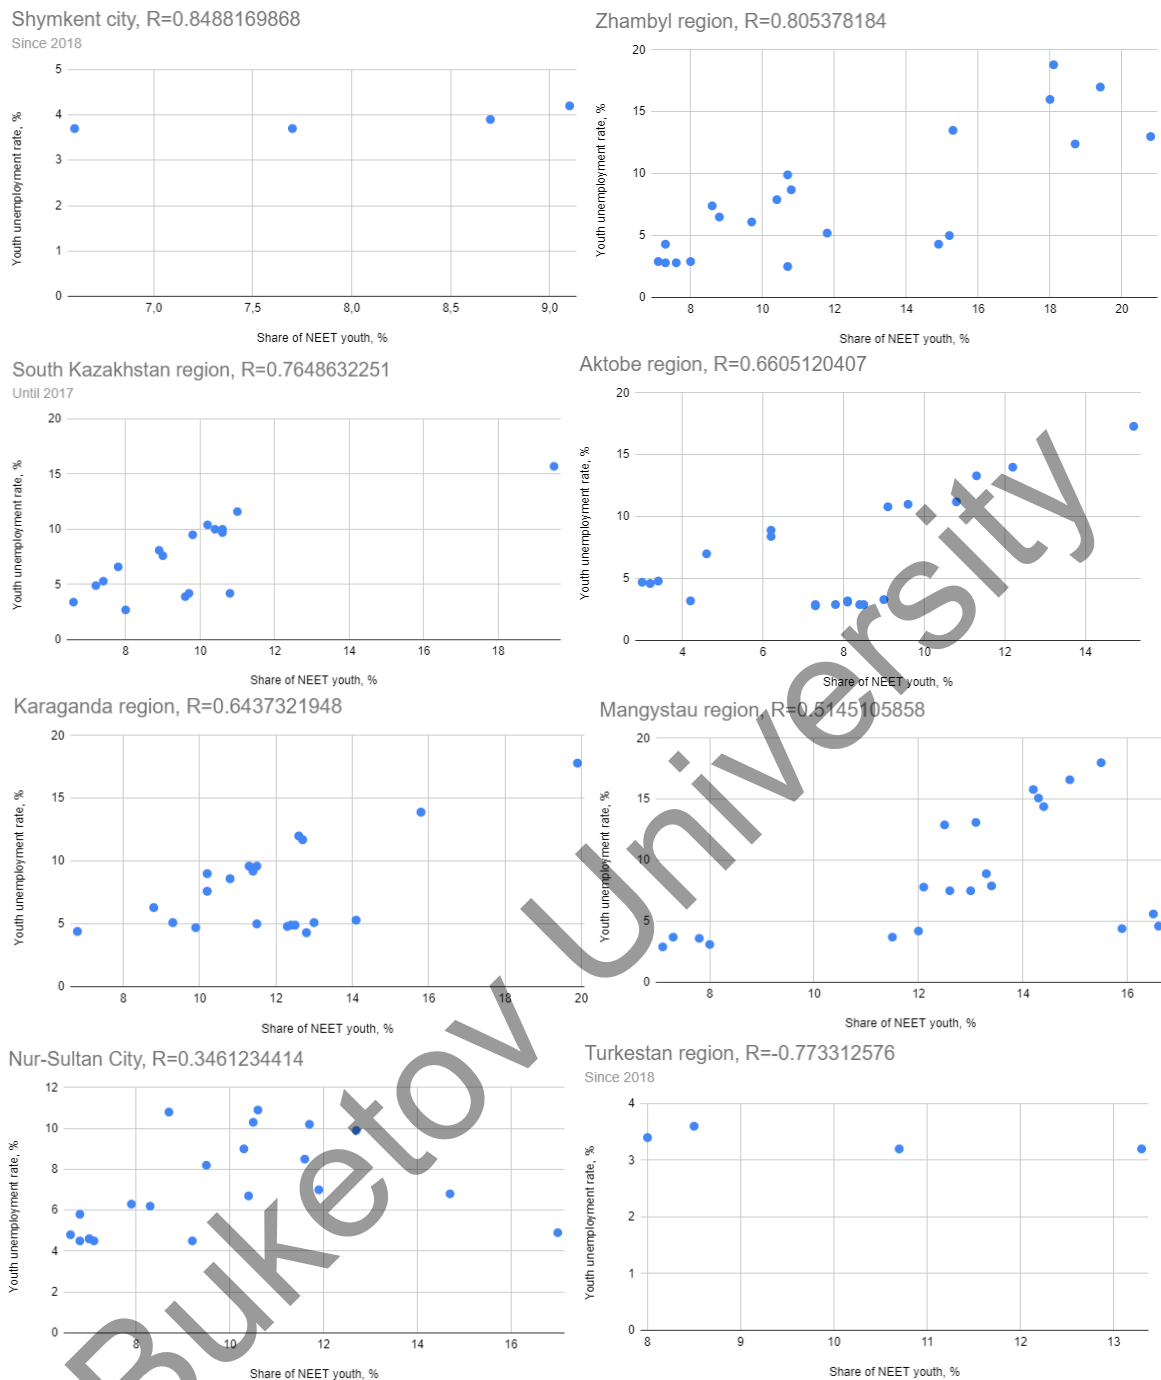 Shymkent city, R=0.8488169868
Since 2018
Youth unemployment rate, %
5
4
3
2
1
0
7,0 7,5 8,0 8,5 9,0
Share of NEET youth, %
Zhambyl region, R=0.805378184
Youth unemployment rate, %
20
15
10
5
0
8 10 12 14 16 18 20
Share of NEET youth, %
South Kazakhstan region, R=0.7648632251
Until 2017
Youth unemployment rate, %
20
15
10
5
0
8 10 12 14 16 18
Share of NEET youth, %
Aktobe region, R=0.6605120407
Youth unemployment rate, %
20
15
10
5
0
4 6 8 10 12 14
Share of NEET youth, %
Karaganda region, R=0.6437321948
Youth unemployment rate, %
20
15
10
5
0
8 10 12 14 16 18 20
Share of NEET youth, %
Mangystau region, R=0.5145105858
Youth unemployment rate, %
20
15
10
5
0
8 10 12 14 16
Share of NEET youth, %
Nur-Sultan City, R=0.3461234414
Youth unemployment rate, %
12
10
8
6
4
2
0
8 10 12 14 16
Share of NEET youth, %
Turkestan region, R=-0.773312576
Since 2018
Youth unemployment rate, %
4
3
2
1
0
8 9 10 11 12 13
Share of NEET youth, %
Buketov University